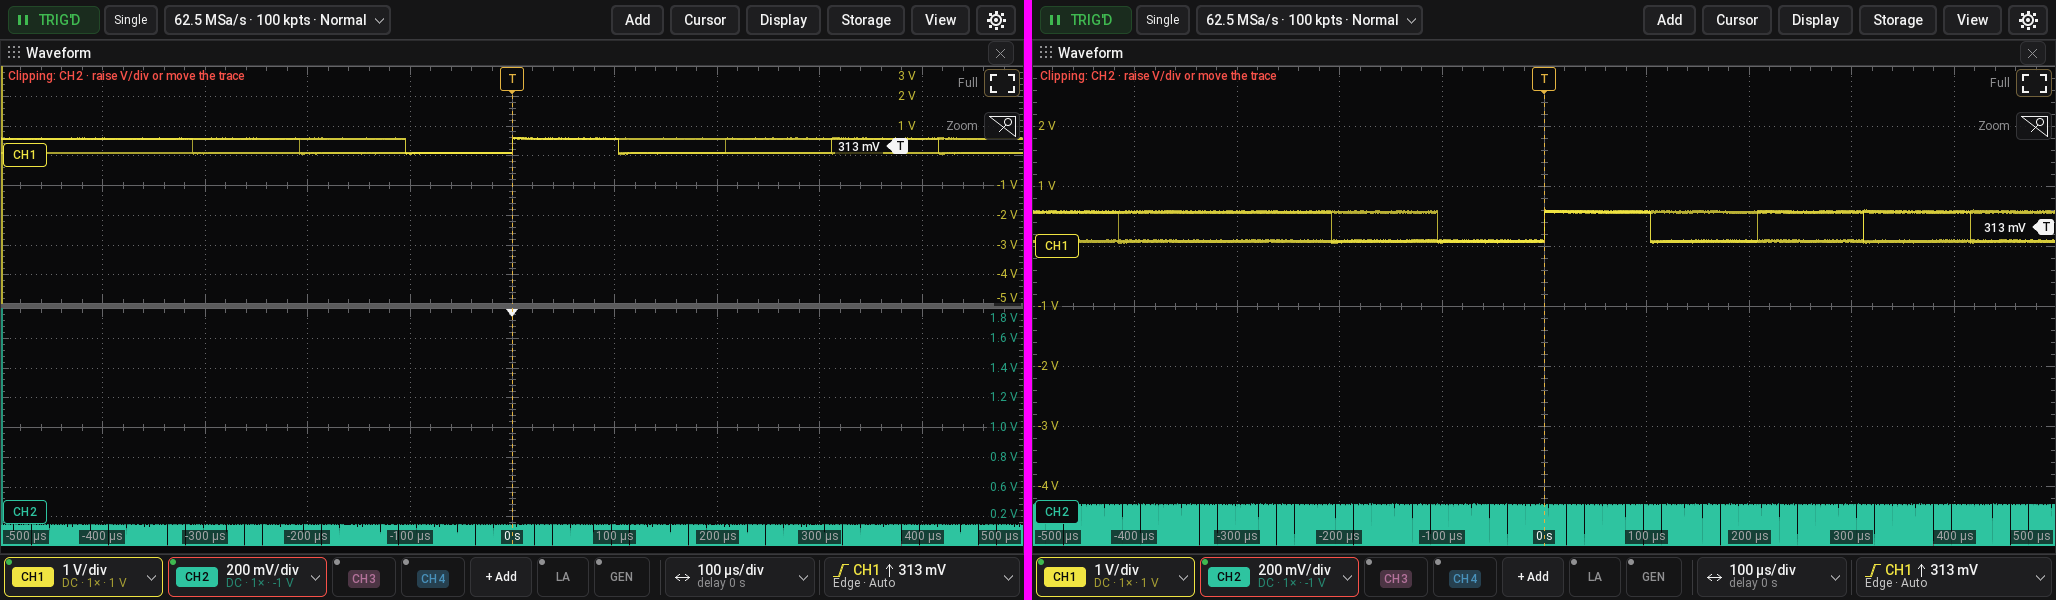 TRIG'D
Single
62.5 MSa/s · 100 kpts · Normal
Add
Cursor
Display
Storage
View
Waveform
Clipping: CH2 · raise V/div or move the trace
T
Full
Zoom
3 V
2 V
1 V
CH1
313 mV
T
-1 V
-2 V
-3 V
-4 V
-5 V
1.8 V
1.6 V
1.4 V
1.2 V
1.0 V
0.8 V
0.6 V
0.2 V
CH2
-500 µs
-400 µs
-300 µs
-200 µs
-100 µs
0 s
100 µs
200 µs
300 µs
400 µs
500 µs
CH1
1 V/div
DC · 1× · 1 V
CH2
200 mV/div
DC · 1× · -1 V
CH3
CH4
+ Add
LA
GEN
100 µs/div
delay 0 s
CH1 ↑ 313 mV
Edge · Auto
TRIG'D
Single
62.5 MSa/s · 100 kpts · Normal
Add
Cursor
Display
Storage
View
Waveform
Clipping: CH2 · raise V/div or move the trace
T
Full
Zoom
2 V
1 V
CH1
313 mV
T
-1 V
-2 V
-3 V
-4 V
CH2
-500 µs
-400 µs
-300 µs
-200 µs
-100 µs
0 s
100 µs
200 µs
300 µs
400 µs
500 µs
CH1
1 V/div
DC · 1× · 1 V
CH2
200 mV/div
DC · 1× · -1 V
CH3
CH4
+ Add
LA
GEN
100 µs/div
delay 0 s
CH1 ↑ 313 mV
Edge · Auto